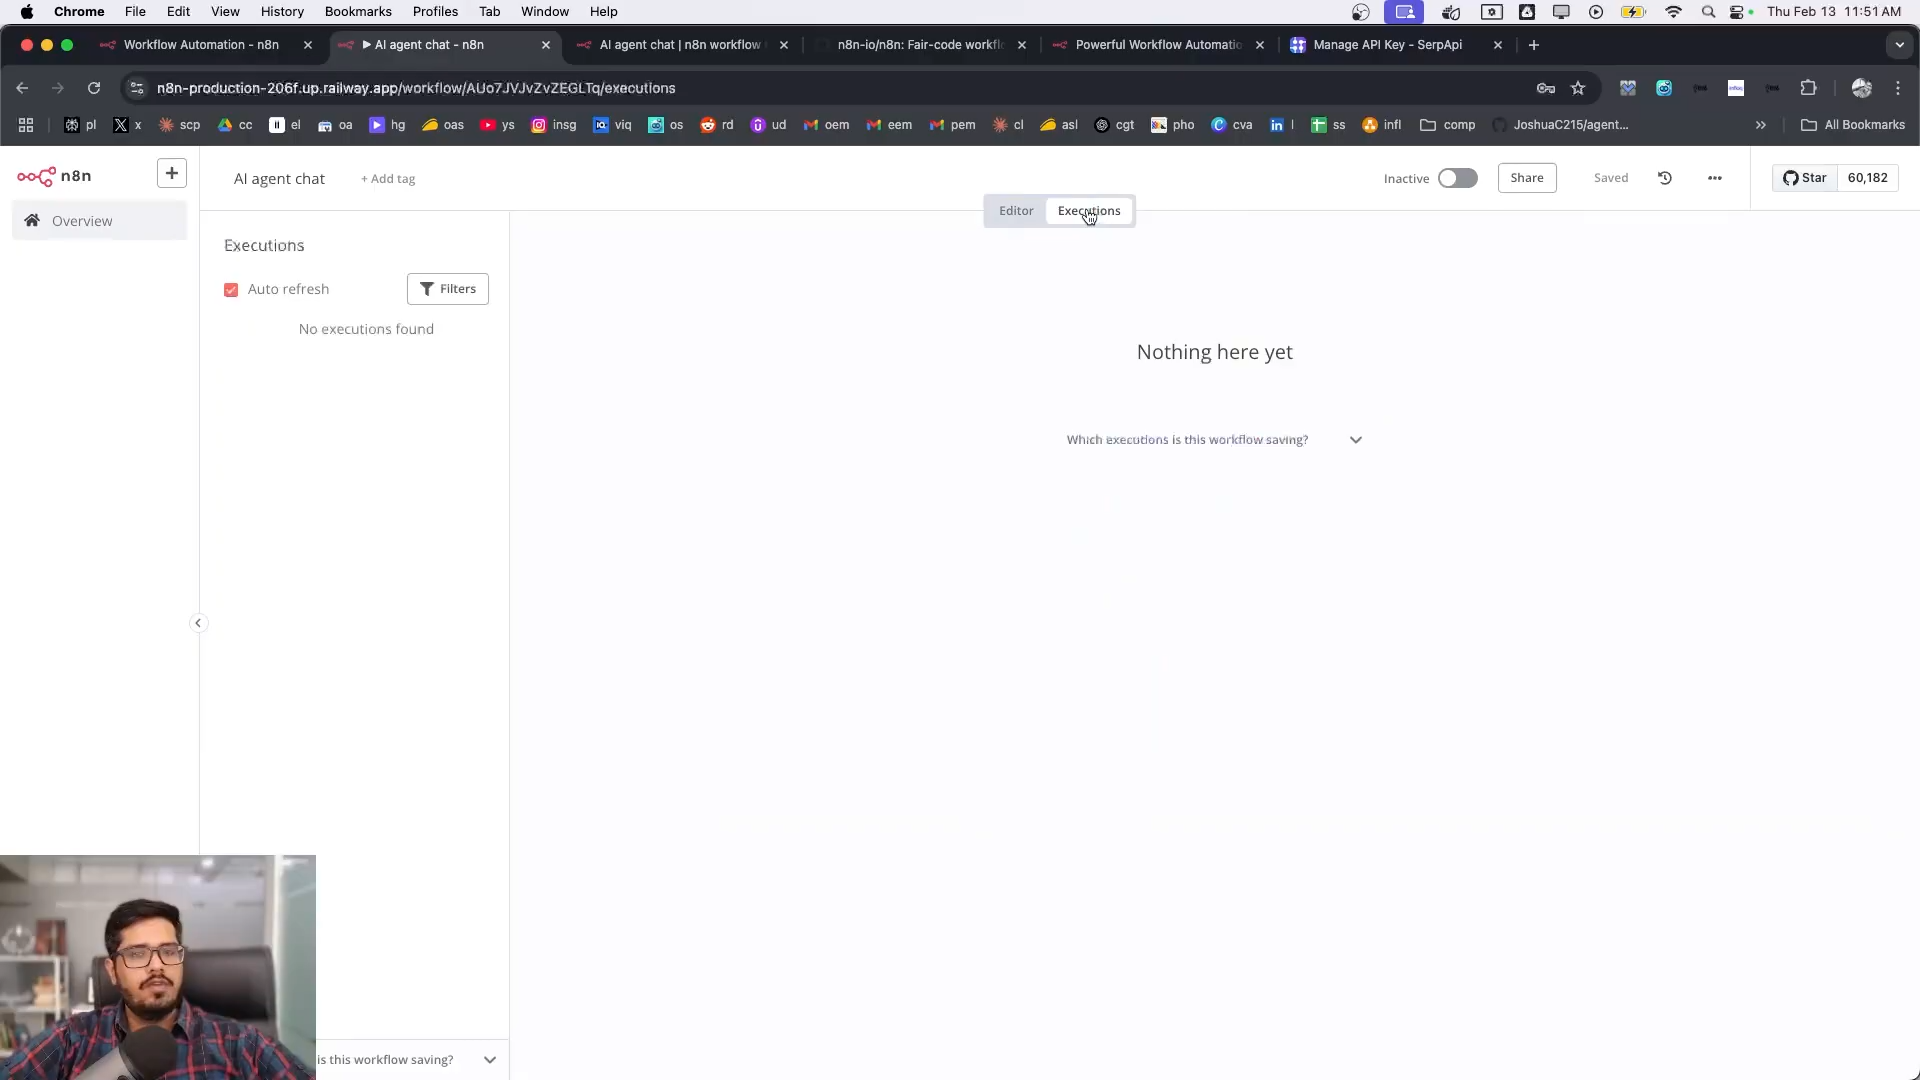 Chrome File Edit View History Bookmarks Profiles Tab Window Help Thu Feb 13 11:51 AM
Workflow Automation - n8n ▶ AI agent chat - n8n AI agent chat | n8n workflow n8n-io/n8n: Fair-code workfl Powerful Workflow Automatio Manage API Key - SerpApi
n8n-production-206f.up.railway.app/workflow/AUo7JVJvZvZEGLTq/executions
pl x scp cc el oa hg oas ys insg viq os rd ud oem eem pem cl asl cgt pho cva l ss infl comp JoshuaC215/agent... All Bookmarks
n8n AI agent chat + Add tag Inactive Share Saved Star 60,182
Editor Executions
Overview
Executions
Auto refresh Filters
No executions found
Nothing here yet
Which executions is this workflow saving?
is this workflow saving?